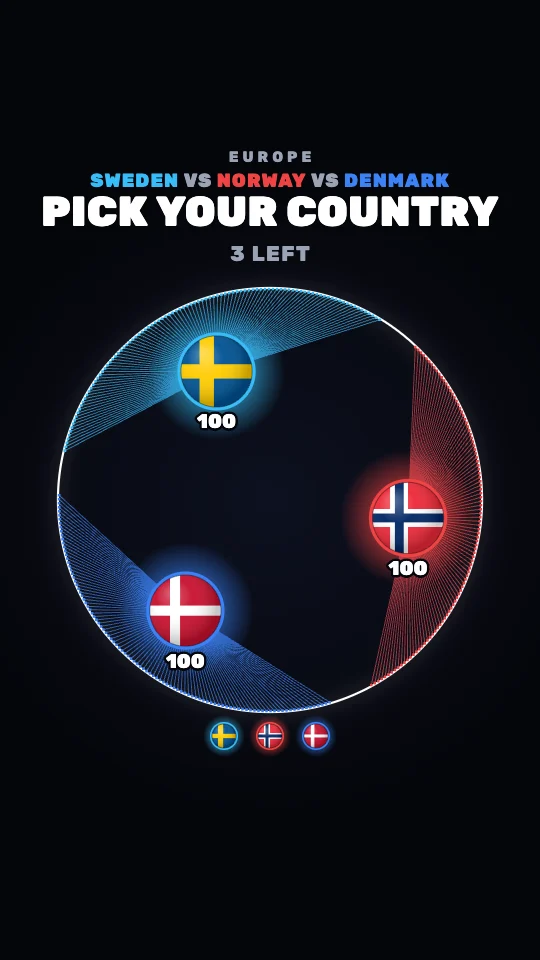 EUROPE
SWEDEN VS NORWAY VS DENMARK
PICK YOUR COUNTRY
3 LEFT
100
100
100